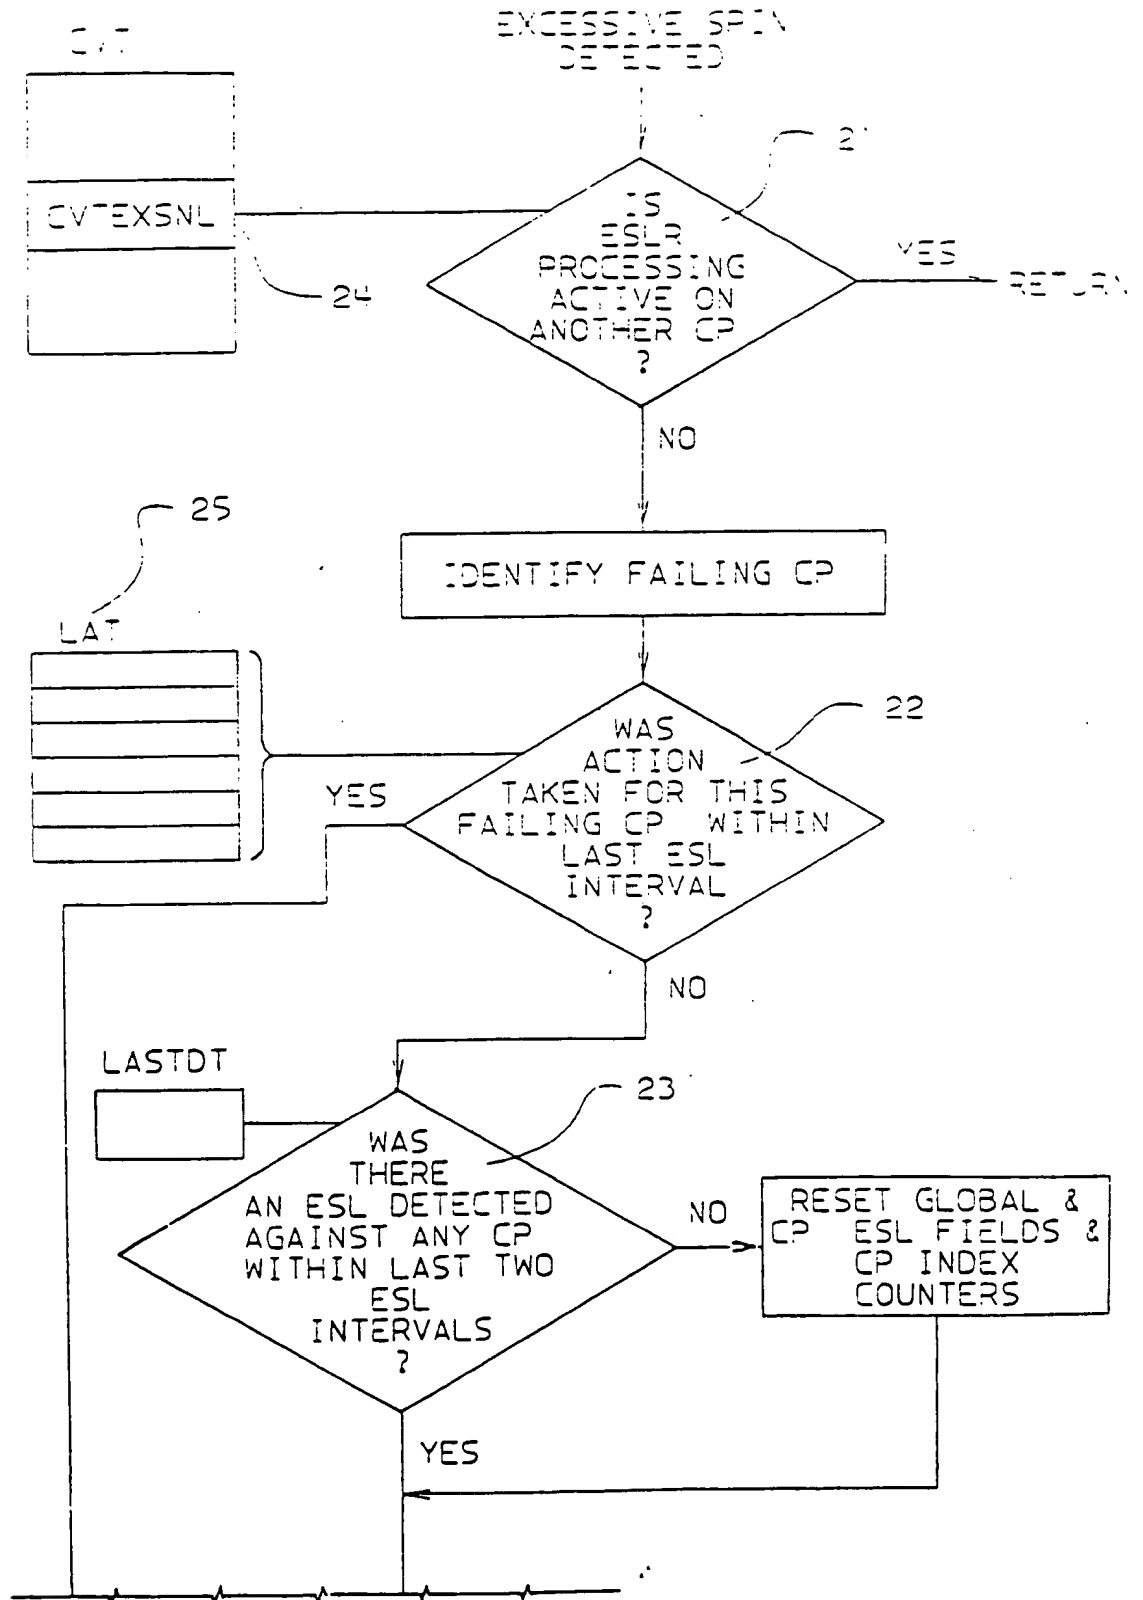 CVT
EXCESSIVE SPIN
DETECTED
21
CVTEXSNL
24
IS
ESLR
PROCESSING
ACTIVE ON
ANOTHER CP
?
YES
RETURN
NO
25
IDENTIFY FAILING CP
LAT
22
WAS
ACTION
TAKEN FOR THIS
FAILING CP WITHIN
LAST ESL
INTERVAL
?
YES
NO
LASTDT
23
WAS
THERE
AN ESL DETECTED
AGAINST ANY CP
WITHIN LAST TWO
ESL
INTERVALS
?
NO
RESET GLOBAL &
CP ESL FIELDS &
CP INDEX
COUNTERS
YES